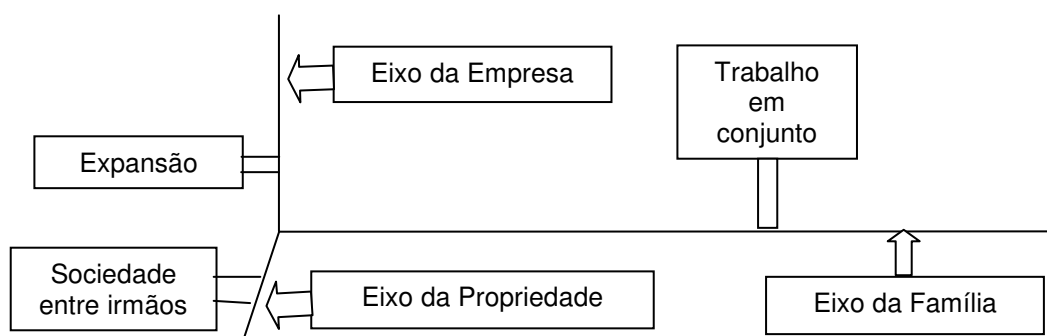 Eixo da Empresa
Trabalho
em
conjunto
Expansão
Sociedade
entre irmãos
Eixo da Propriedade
Eixo da Família